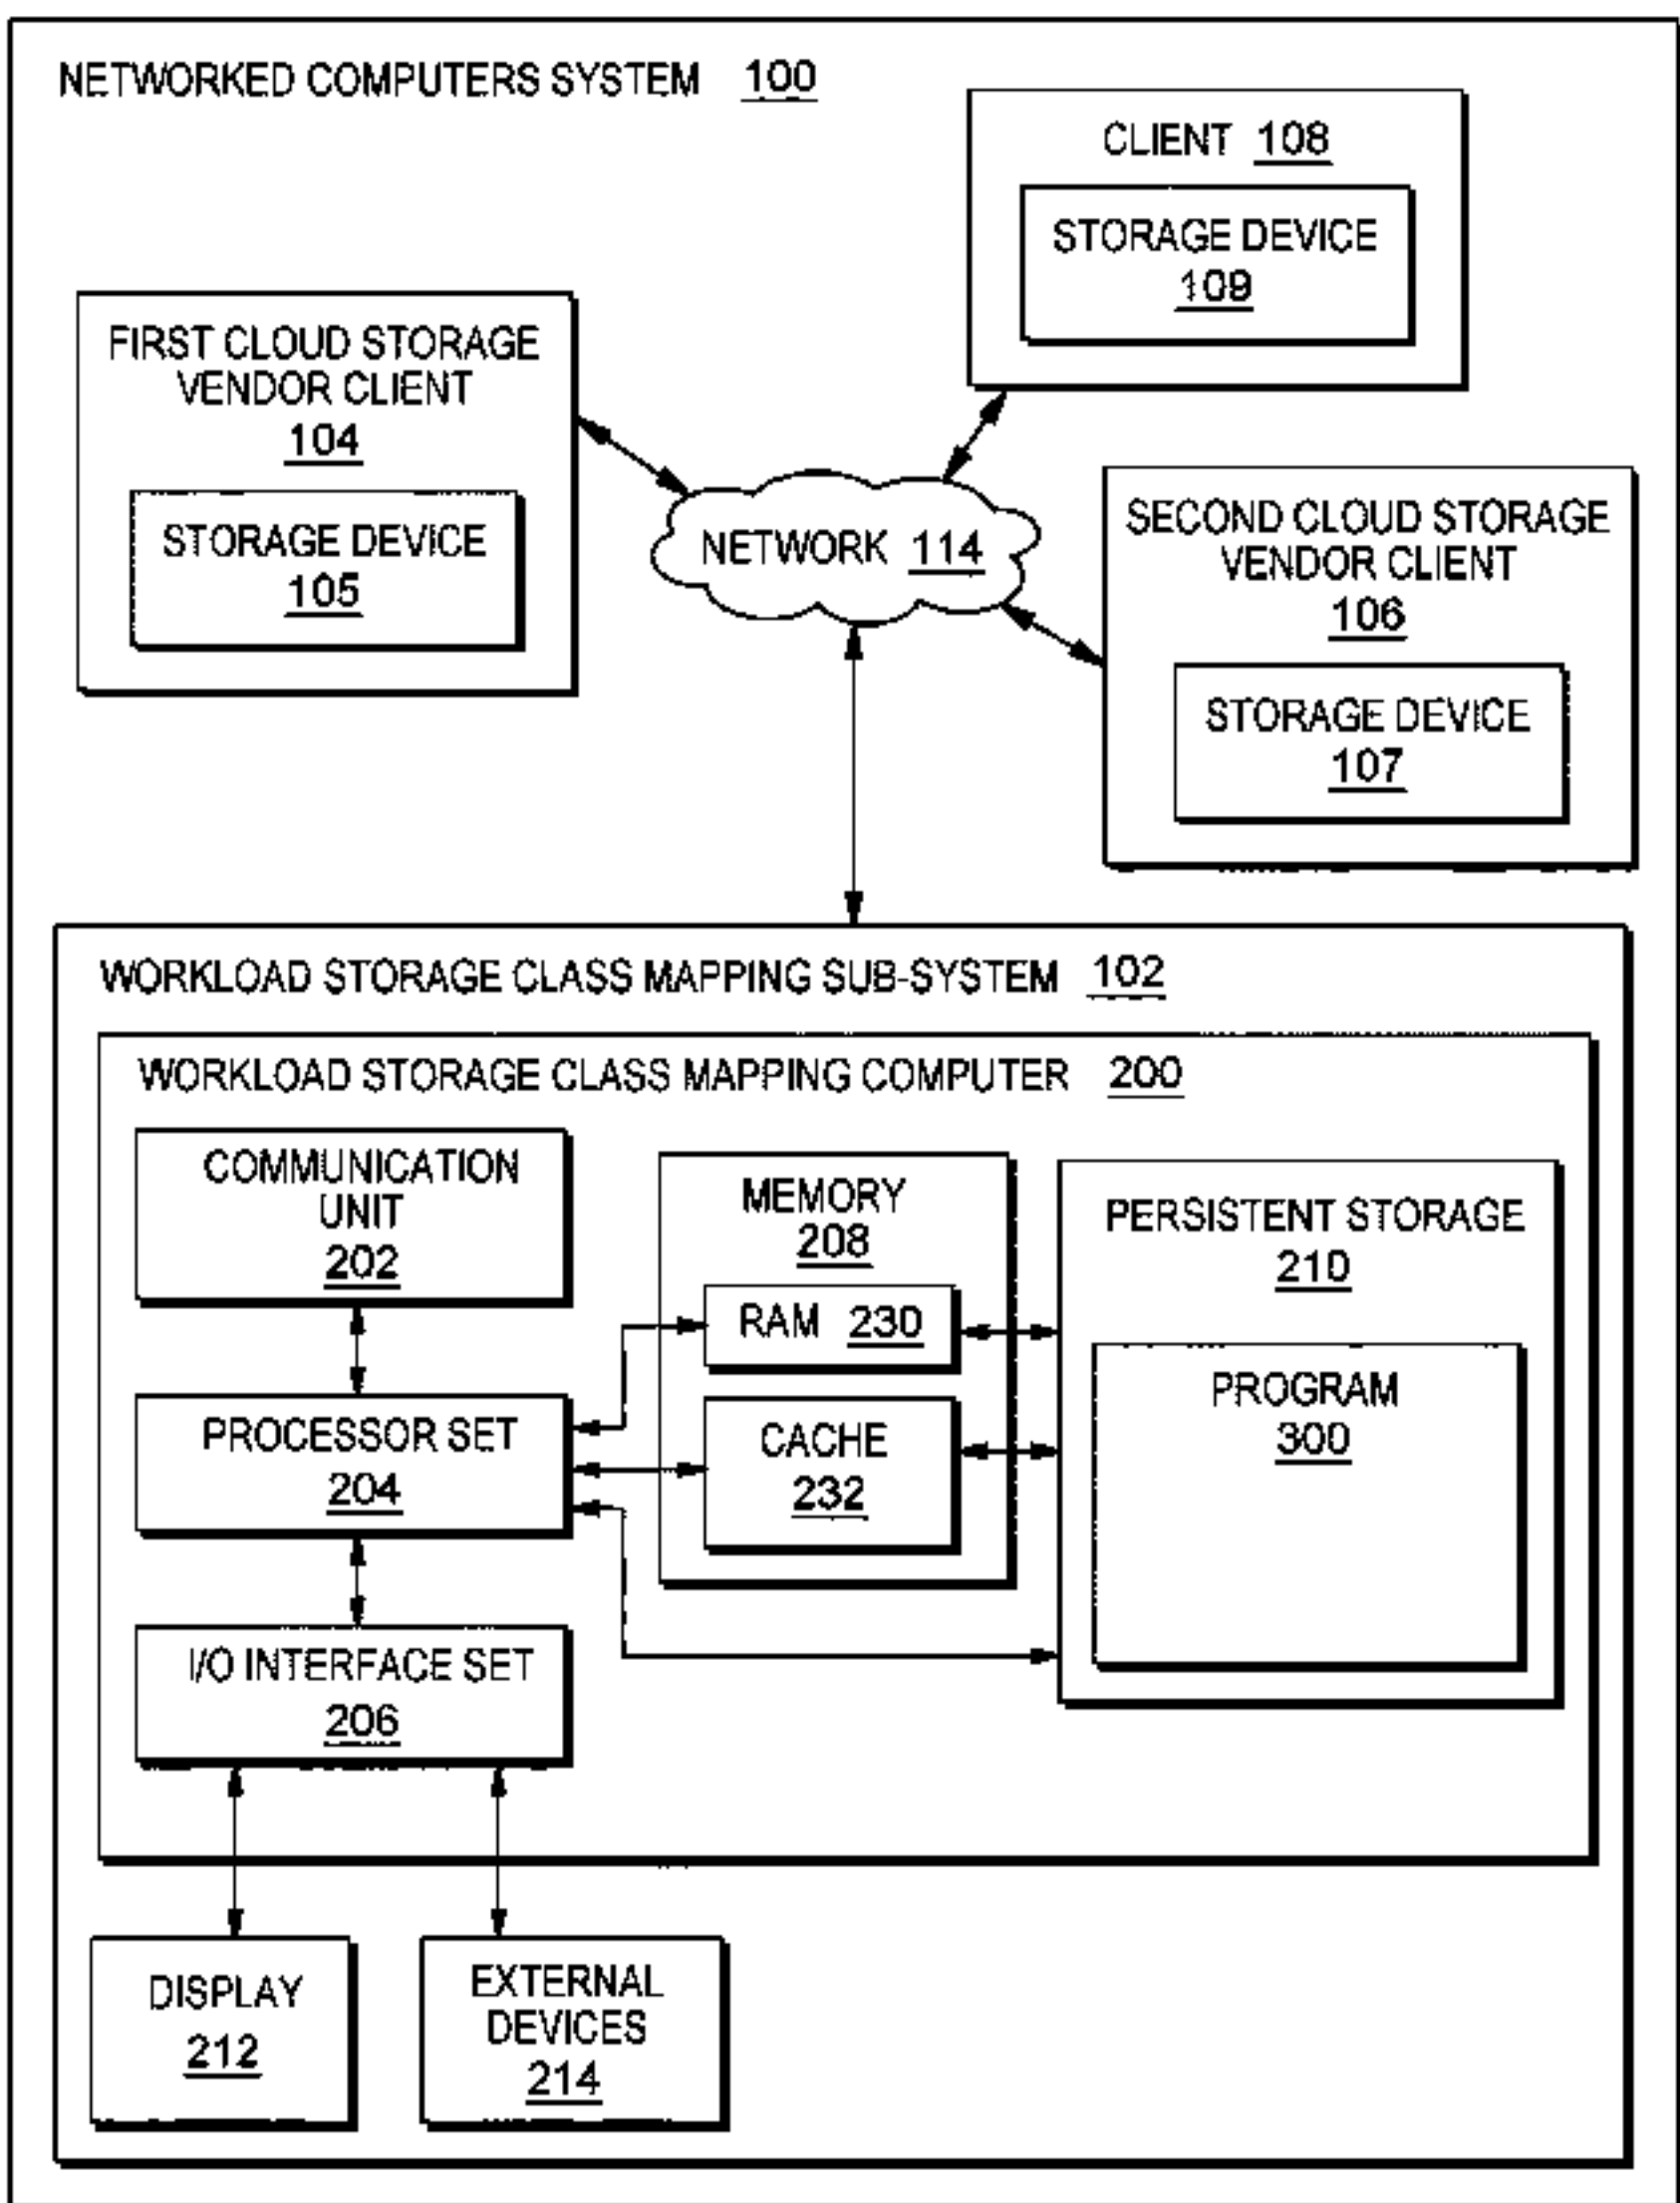 NETWORKED COMPUTERS SYSTEM 100
CLIENT 108
STORAGE DEVICE
109
FIRST CLOUD STORAGE
VENDOR CLIENT
104
STORAGE DEVICE
105
NETWORK 114
SECOND CLOUD STORAGE
VENDOR CLIENT
106
STORAGE DEVICE
107
WORKLOAD STORAGE CLASS MAPPING SUB-SYSTEM 102
WORKLOAD STORAGE CLASS MAPPING COMPUTER 200
COMMUNICATION
UNIT
202
MEMORY
208
RAM 230
CACHE
232
PERSISTENT STORAGE
210
PROGRAM
300
PROCESSOR SET
204
I/O INTERFACE SET
206
DISPLAY
212
EXTERNAL
DEVICES
214